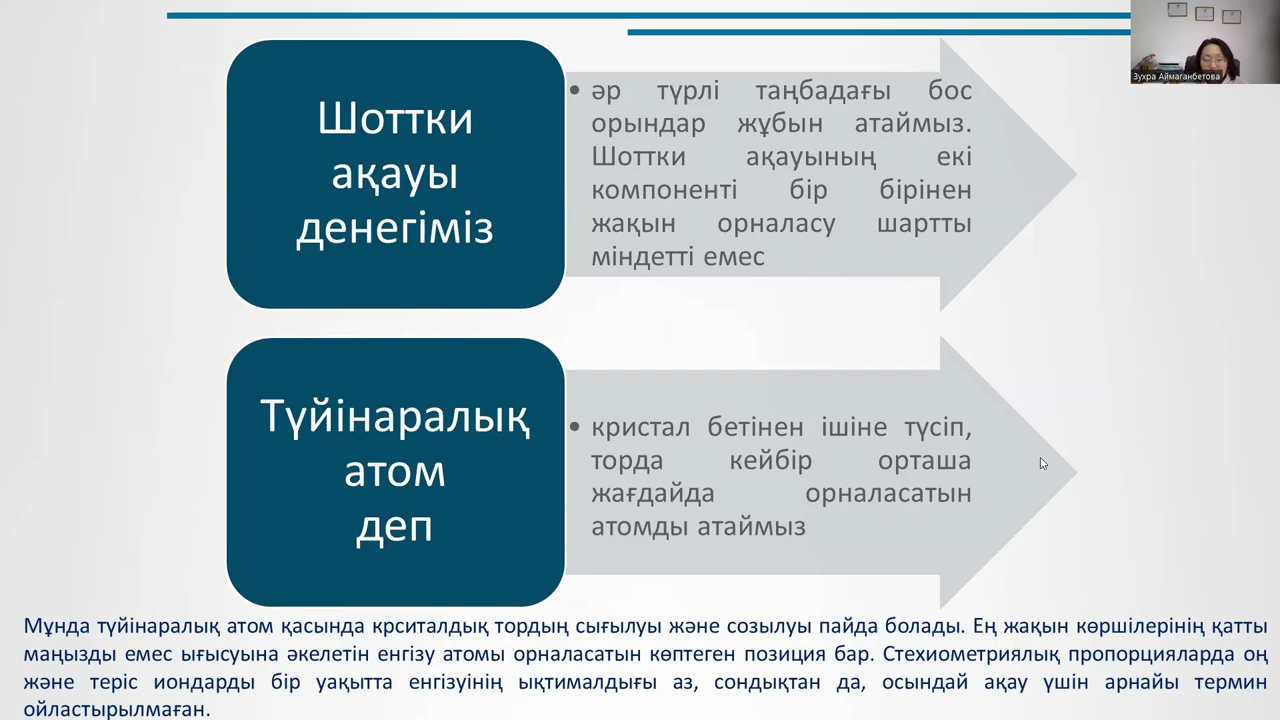 Зухра Аймаганбетова
Шоттки
ақауы
денегіміз
• әр түрлі таңбадағы бос
орындар жұбын атаймыз.
Шоттки ақауының екі
компоненті бір бірінен
жақын орналасу шартты
міндетті емес
Түйінаралық
атом
деп
• кристал бетінен ішіне түсіп,
торда кейбір орташа
жағдайда орналасатын
атомды атаймыз
Мұнда түйінаралық атом қасында крситалдық тордың сығылуы және созылуы пайда болады. Ең жақын көршілерінің қатты
маңызды емес ығысуына әкелетін енгізу атомы орналасатын көптеген позиция бар. Стехиометриялық пропорцияларда оң
және теріс иондарды бір уақытта енгізуінің ықтималдығы аз, сондықтан да, осындай ақау үшін арнайы термин
ойластырылмаған.